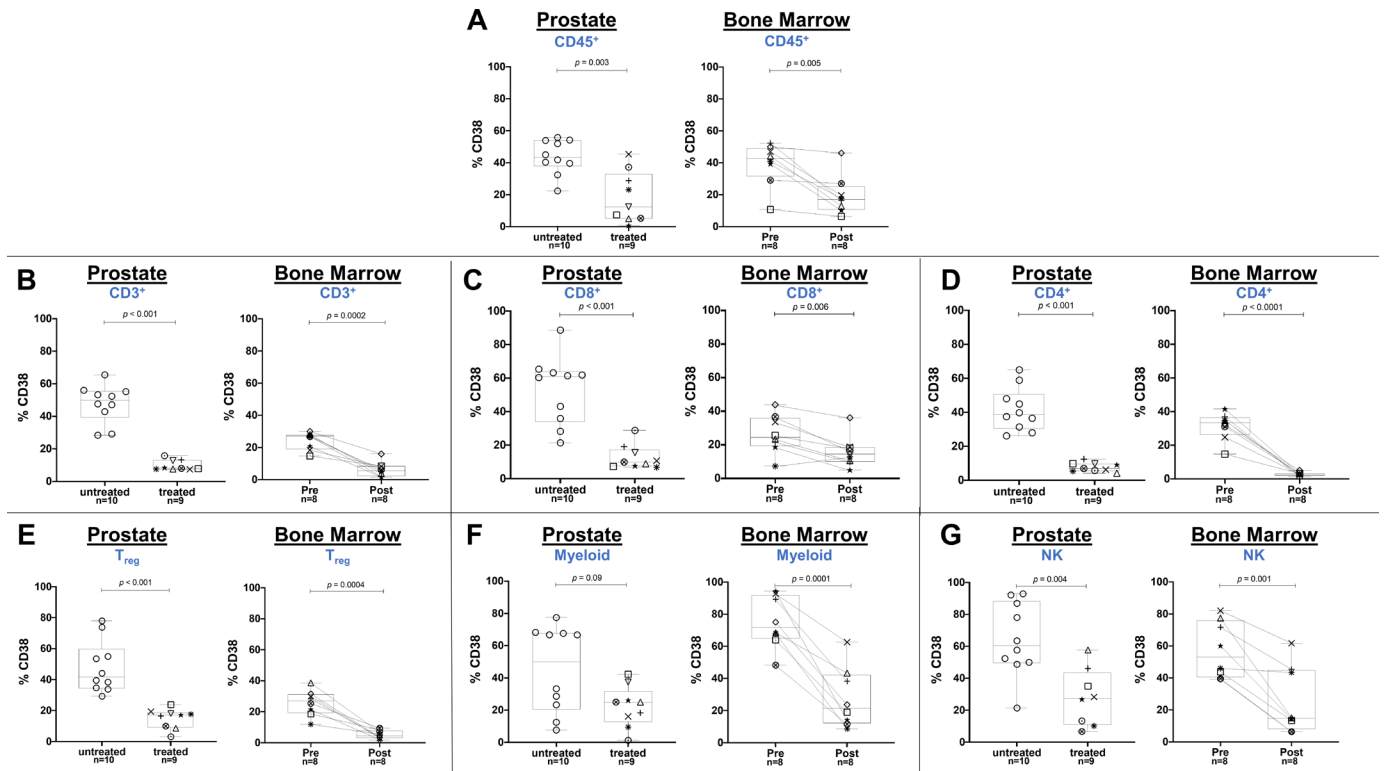 A
Prostate
CD45+
p = 0.003
% CD38
100
80
60
40
20
0
untreated
n=10
treated
n=9
Bone Marrow
CD45+
p = 0.005
% CD38
100
80
60
40
20
0
Pre
n=8
Post
n=8
B
Prostate
CD3+
p < 0.001
% CD38
100
80
60
40
20
0
untreated
n=10
treated
n=9
Bone Marrow
CD3+
p = 0.0002
% CD38
100
80
60
40
20
0
Pre
n=8
Post
n=8
C
Prostate
CD8+
p < 0.001
% CD38
100
80
60
40
20
0
untreated
n=10
treated
n=9
Bone Marrow
CD8+
p = 0.006
% CD38
100
80
60
40
20
0
Pre
n=8
Post
n=8
D
Prostate
CD4+
p < 0.001
% CD38
100
80
60
40
20
0
untreated
n=10
treated
n=9
Bone Marrow
CD4+
p < 0.0001
% CD38
100
80
60
40
20
0
Pre
n=8
Post
n=8
E
Prostate
Treg
p < 0.001
% CD38
100
80
60
40
20
0
untreated
n=10
treated
n=9
Bone Marrow
Treg
p = 0.0004
% CD38
100
80
60
40
20
0
Pre
n=8
Post
n=8
F
Prostate
Myeloid
p = 0.09
% CD38
100
80
60
40
20
0
untreated
n=10
treated
n=9
Bone Marrow
Myeloid
p = 0.0001
% CD38
100
80
60
40
20
0
Pre
n=8
Post
n=8
G
Prostate
NK
p = 0.004
% CD38
100
80
60
40
20
0
untreated
n=10
treated
n=9
Bone Marrow
NK
p = 0.001
% CD38
100
80
60
40
20
0
Pre
n=8
Post
n=8